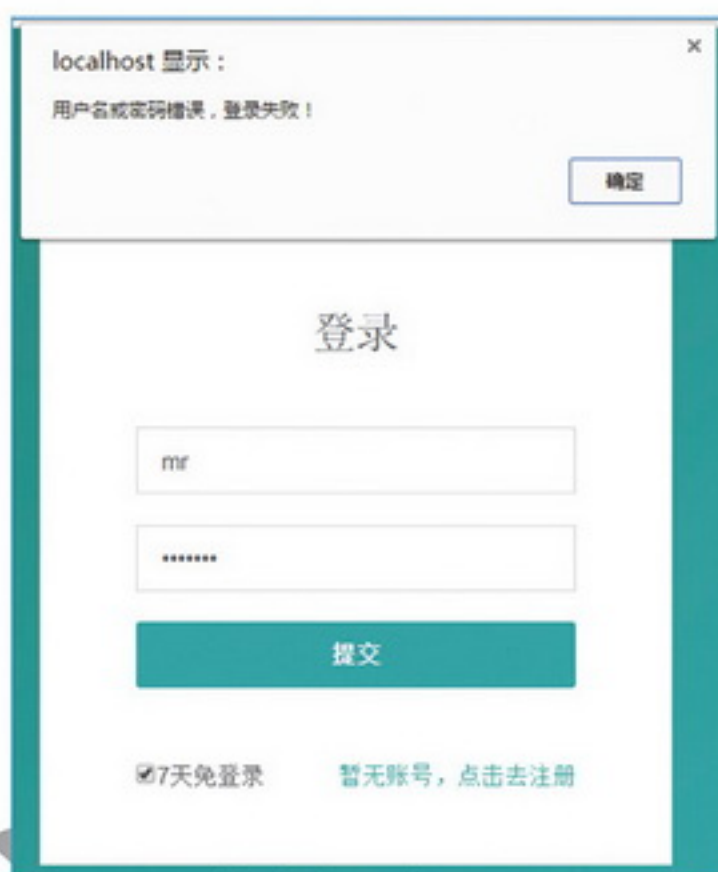 localhost 显示：
×
用户名或密码错误，登录失败！
确定
登录
mr
•••••••
提交
7天免登录
暂无账号，点击去注册